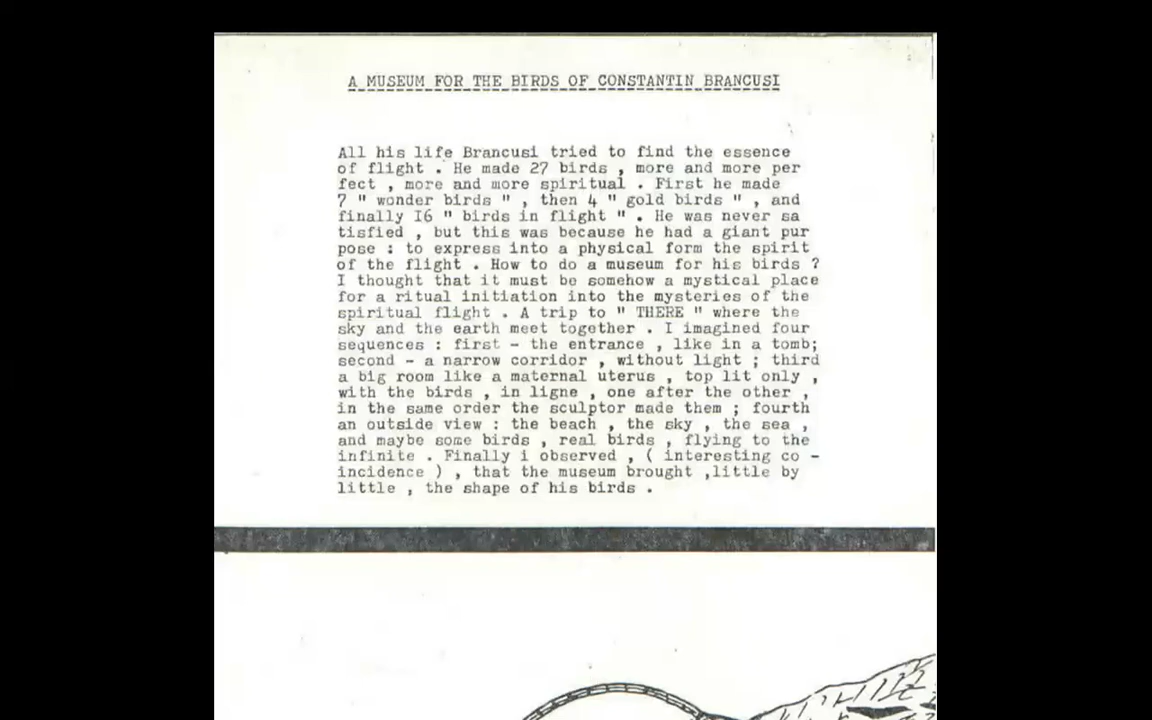 A MUSEUM FOR THE BIRDS OF CONSTANTIN BRANCUSI
All his life Brancusi tried to find the essence
of flight . He made 27 birds , more and more per
fect , more and more spiritual . First he made
7 " wonder birds " , then 4 " gold birds " , and
finally I6 " birds in flight " . He was never sa
tisfied , but this was because he had a giant pur
pose : to express into a physical form the spirit
of the flight . How to do a museum for his birds ?
I thought that it must be somehow a mystical place
for a ritual initiation into the mysteries of the
spiritual flight . A trip to " THERE " where the
sky and the earth meet together . I imagined four
sequences : first - the entrance , like in a tomb;
second - a narrow corridor , without light ; third
a big room like a maternal uterus , top lit only ,
with the birds , in ligne , one after the other ,
in the same order the sculptor made them ; fourth
an outside view : the beach , the sky , the sea ,
and maybe some birds , real birds , flying to the
infinite . Finally i observed , ( interesting co -
incidence ) , that the museum brought ,little by
little , the shape of his birds .